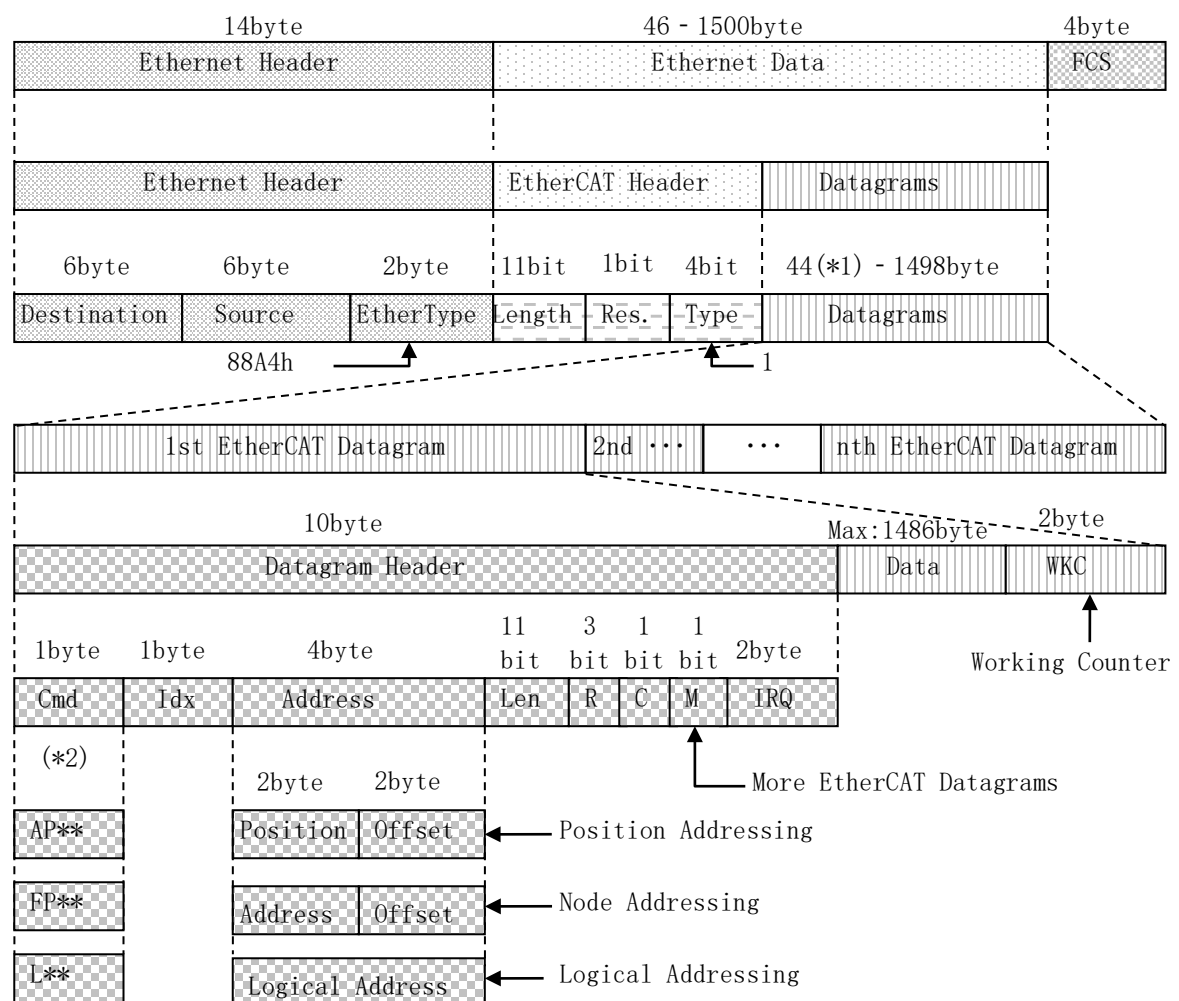 14byte 46 - 1500byte 4byte
Ethernet Header Ethernet Data FCS
Ethernet Header EtherCAT Header Datagrams
6byte 6byte 2byte 11bit 1bit 4bit 44(*1) - 1498byte
Destination Source EtherType Length Res. Type Datagrams
88A4h 1
1st EtherCAT Datagram 2nd ··· ··· nth EtherCAT Datagram
10byte Max:1486byte 2byte
Datagram Header Data WKC
Working Counter
1byte 1byte 4byte 11 bit 3 bit 1 bit 1 bit 2byte
Cmd Idx Address Len R C M IRQ
(*2)
More EtherCAT Datagrams
2byte 2byte
AP** Position Offset Position Addressing
FP** Address Offset Node Addressing
L** Logical Address Logical Addressing